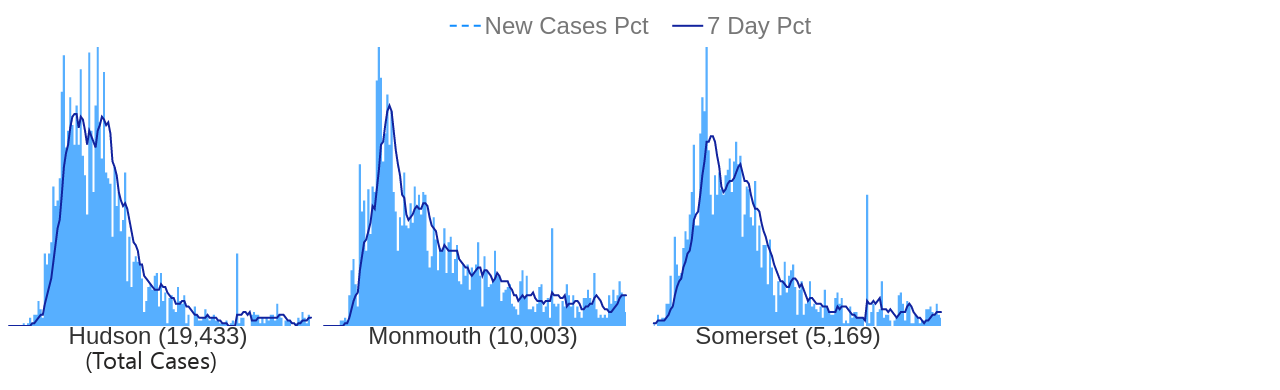 New Cases Pct 7 Day Pct
Hudson (19,433) Monmouth (10,003) Somerset (5,169)
(Total Cases)